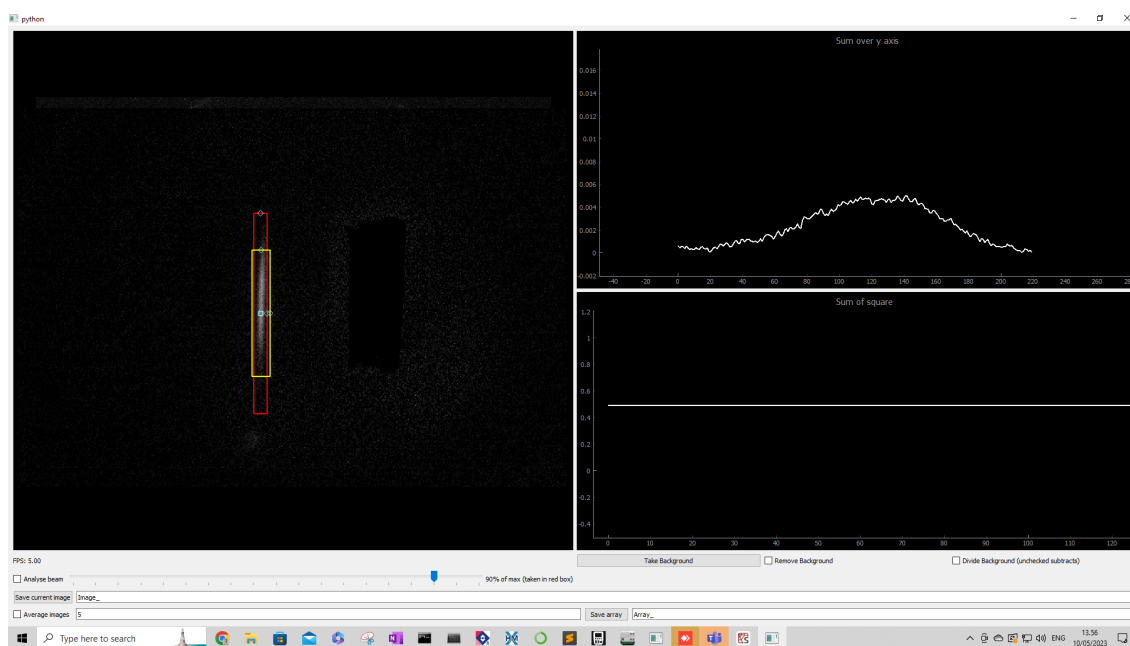 python
Sum over y axis
0.016
0.014
0.012
0.01
0.008
0.006
0.004
0.002
0
-0.002
-40 -20 0 20 40 60 80 100 120 140 160 180 200 220 240 260 280
Sum of square
1.2
1
0.8
0.6
0.4
0.2
0
-0.2
-0.4
0 10 20 30 40 50 60 70 80 90 100 110 120
FPS: 5.00
Take Background Remove Background Divide Background (unchecked subtracts)
Analyse beam 90% of max (taken in red box)
Save current image Image_
Average images 5 Save array Array_
Type here to search ENG 13.56
10/05/2023